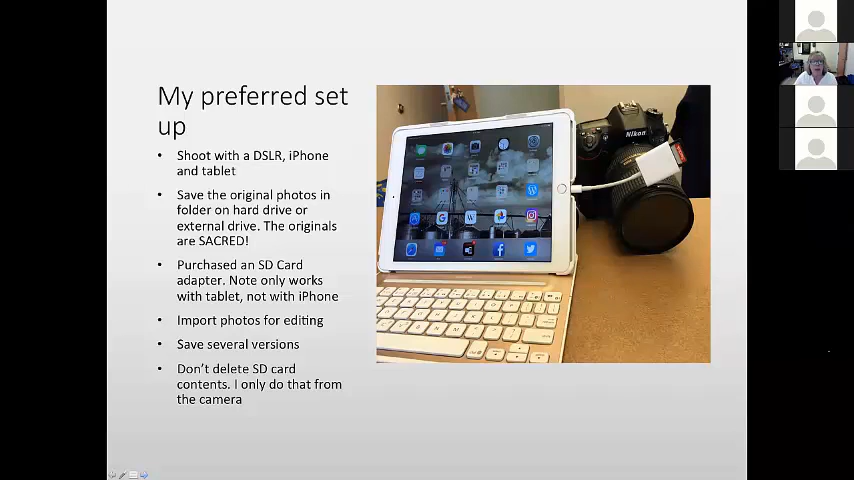 My preferred set
up
• Shoot with a DSLR, iPhone
and tablet
• Save the original photos in
folder on hard drive or
external drive. The originals
are SACRED!
• Purchased an SD Card
adapter. Note only works
with tablet, not with iPhone
• Import photos for editing
• Save several versions
• Don't delete SD card
contents. I only do that from
the camera
Nikon